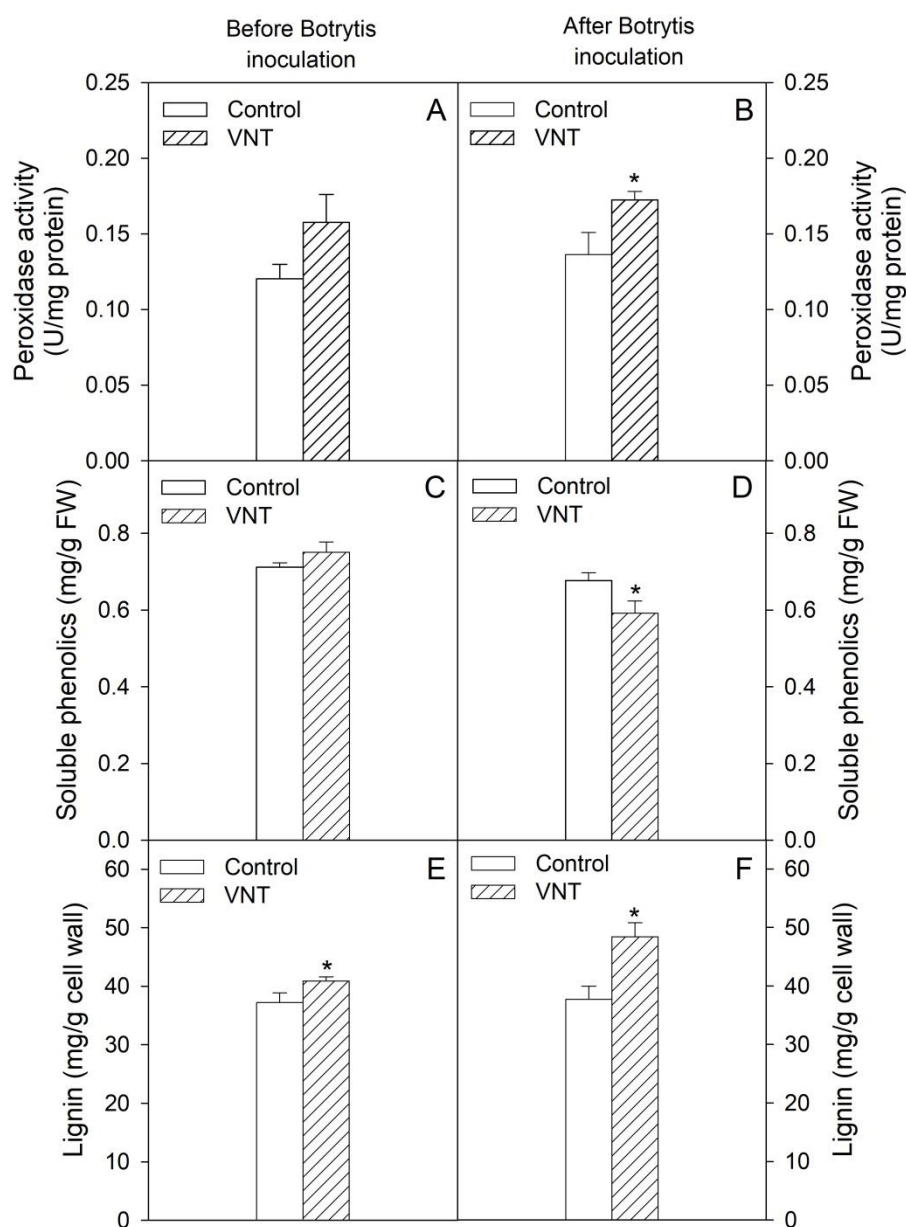 Before Botrytis
inoculation
After Botrytis
inoculation
Peroxidase activity
(U/mg protein)
0.25
0.20
0.15
0.10
0.05
0.00
Control
VNT
A
Control
VNT
B
*
0.25
0.20
0.15
0.10
0.05
0.00
Peroxidase activity
(U/mg protein)
Soluble phenolics (mg/g FW)
0.8
0.6
0.4
0.2
0.0
Control
VNT
C
Control
VNT
D
*
0.8
0.6
0.4
0.2
0.0
Soluble phenolics (mg/g FW)
Lignin (mg/g cell wall)
60
50
40
30
20
10
0
Control
VNT
E
*
Control
VNT
F
*
60
50
40
30
20
10
0
Lignin (mg/g cell wall)